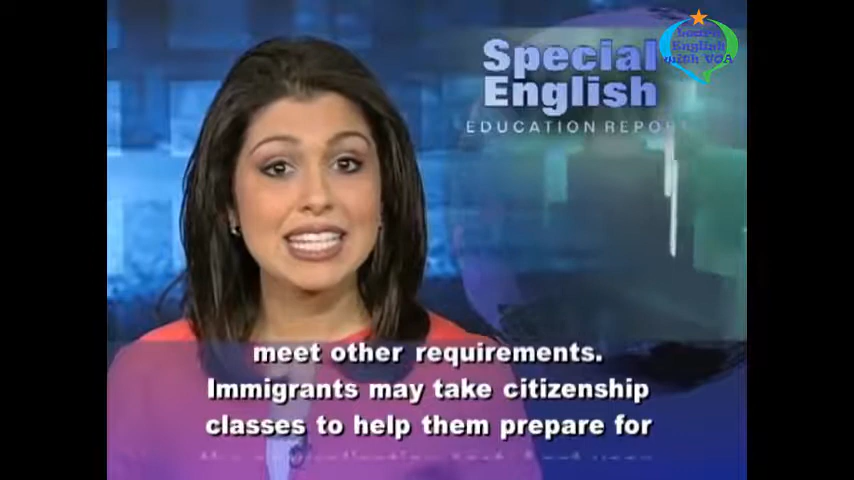 Special
English
EDUCATION REPORT
Learn
English
with VOA
meet other requirements.
Immigrants may take citizenship
classes to help them prepare for